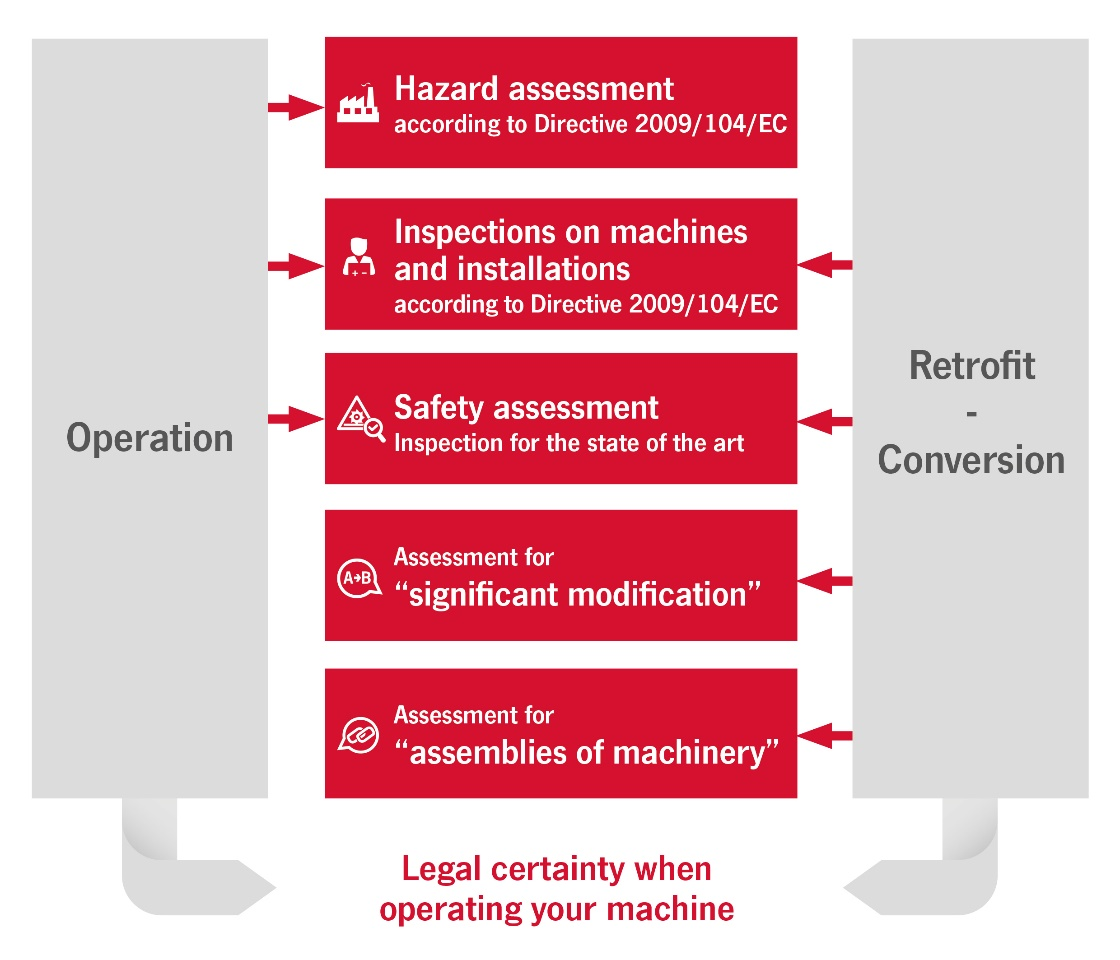 Operation
Hazard assessment
according to Directive 2009/104/EC
Inspections on machines
and installations
according to Directive 2009/104/EC
Safety assessment
Inspection for the state of the art
A→B
Assessment for
“significant modification”
Assessment for
“assemblies of machinery”
Retrofit
-
Conversion
Legal certainty when
operating your machine